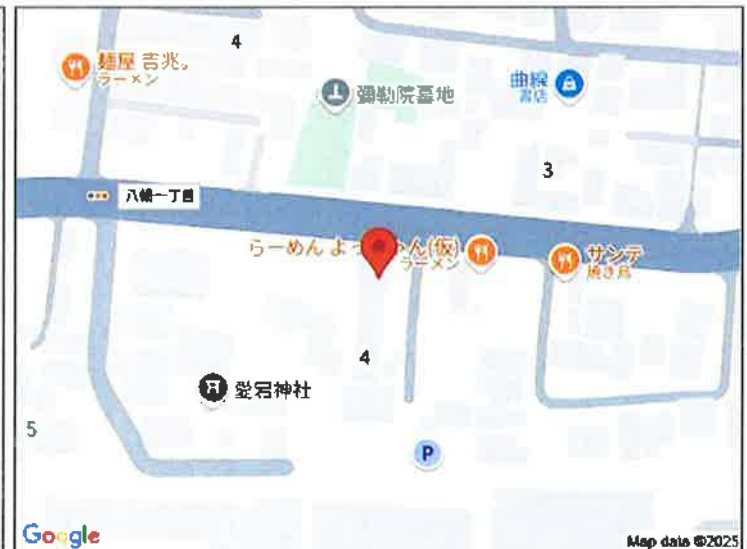 4
麺屋 吉兆。
ラーメン
彌勒院墓地
曲線
書店
3
八幡一丁目
らーめん よっ
ゃん(仮)
ラーメン
サンテ
焼き鳥
4
愛宕神社
5
P
Google
Map data ©2025